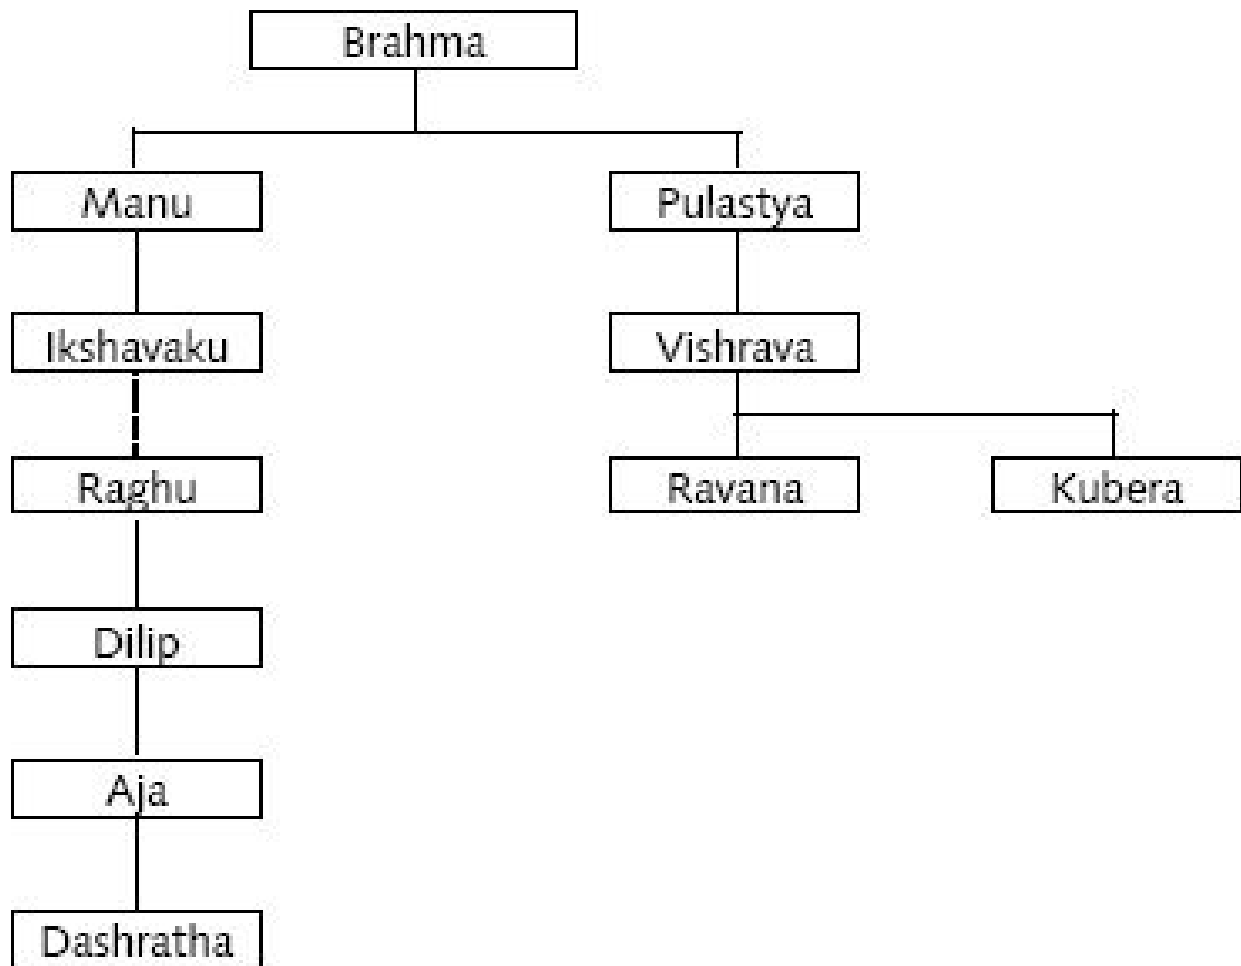 Brahma
Manu
Pulastya
Ikshavaku
Vishrava
Raghu
Ravana
Kubera
Dilip
Aja
Dashratha